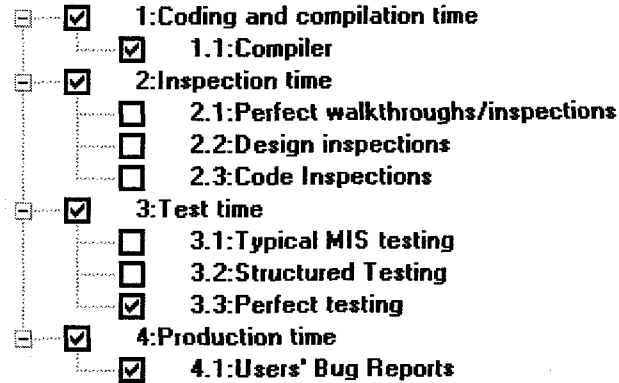 1:Coding and compilation time
1.1:Compiler
2:Inspection time
2.1:Perfect walkthroughs/inspections
2.2:Design inspections
2.3:Code Inspections
3:Test time
3.1:Typical MIS testing
3.2:Structured Testing
3.3:Perfect testing
4:Production time
4.1:Users' Bug Reports